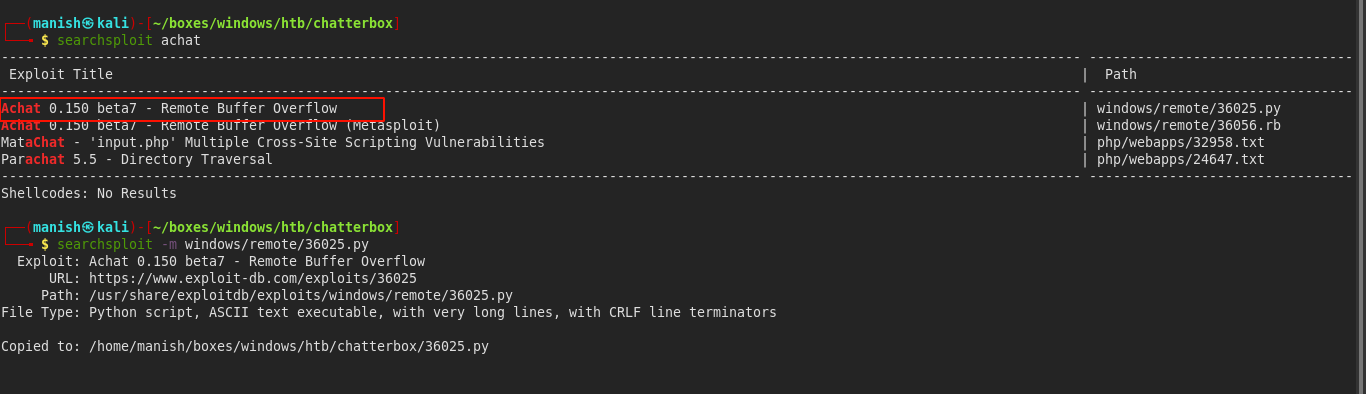 ┌──(manish㉿kali)-[~/boxes/windows/htb/chatterbox]
└──╼ $ searchsploit achat
---------------------------------------------------------------------------------------------------------------------------------------- ---------------------------------
 Exploit Title                                                                                                                          |  Path
---------------------------------------------------------------------------------------------------------------------------------------- ---------------------------------
Achat 0.150 beta7 - Remote Buffer Overflow                                                                                              | windows/remote/36025.py
Achat 0.150 beta7 - Remote Buffer Overflow (Metasploit)                                                                                 | windows/remote/36056.rb
MataChat - 'input.php' Multiple Cross-Site Scripting Vulnerabilities                                                                    | php/webapps/32958.txt
Parachat 5.5 - Directory Traversal                                                                                                      | php/webapps/24647.txt
---------------------------------------------------------------------------------------------------------------------------------------- ---------------------------------
Shellcodes: No Results
┌──(manish㉿kali)-[~/boxes/windows/htb/chatterbox]
└──╼ $ searchsploit -m windows/remote/36025.py
  Exploit: Achat 0.150 beta7 - Remote Buffer Overflow
      URL: https://www.exploit-db.com/exploits/36025
     Path: /usr/share/exploitdb/exploits/windows/remote/36025.py
File Type: Python script, ASCII text executable, with very long lines, with CRLF line terminators
Copied to: /home/manish/boxes/windows/htb/chatterbox/36025.py